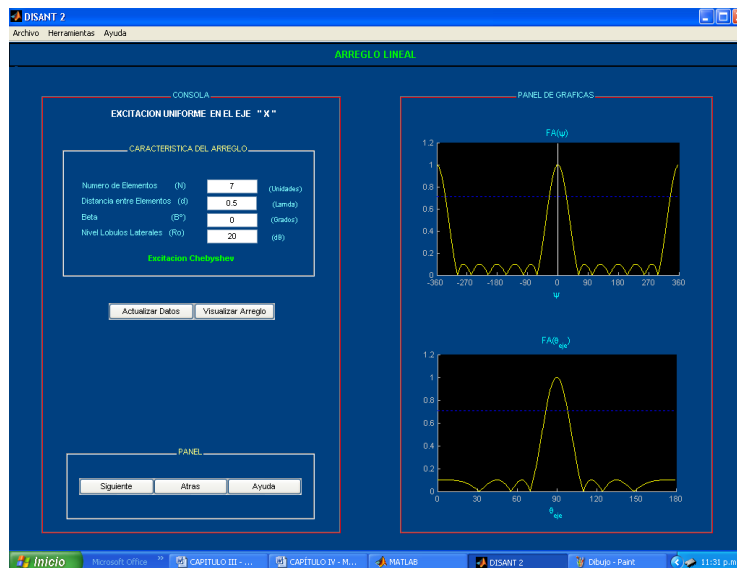 DISANT 2
Archivo Herramientas Ayuda
ARREGLO LINEAL
CONSOLA
EXCITACION UNIFORME EN EL EJE " X "
CARACTERISTICA DEL ARREGLO
Numero de Elementos (N) 7 (Unidades)
Distancia entre Elementos (d) 0.5 (Lamda)
Beta (Bº) 0 (Grados)
Nivel Lobulos Laterales (Ro) 20 (dB)
Excitacion Chebyshev
Actualizar Datos Visualizar Arreglo
PANEL
Siguiente Atras Ayuda
PANEL DE GRAFICAS
FA(ψ)
1.2
1
0.8
0.6
0.4
0.2
0
-360 -270 -180 -90 0 90 180 270 360
ψ
FA(θeje)
1.2
1
0.8
0.6
0.4
0.2
0
0 30 60 90 120 150 180
θeje
Inicio Microsoft Office » CAPITULO III - ... CAPÍTULO IV - M... MATLAB DISANT 2 Dibujo - Paint 11:31 p.m.